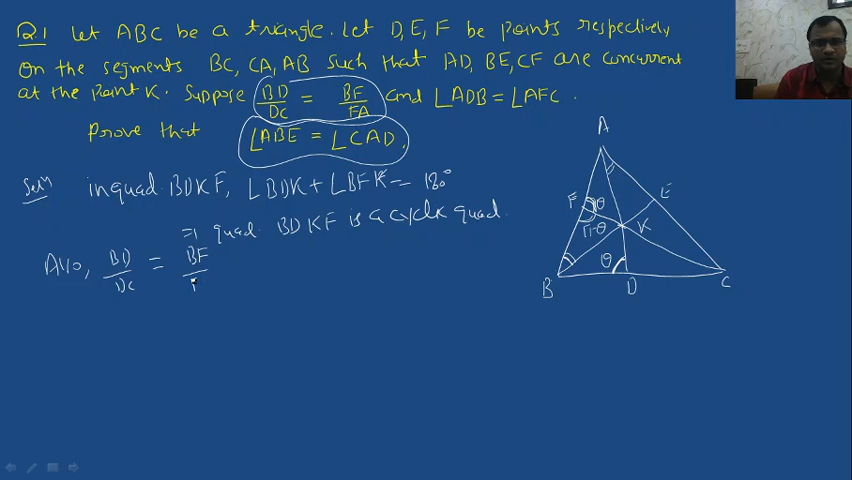 Q.1 Let ABC be a triangle. Let D, E, F be points respectively
on the segments BC, CA, AB such that AD, BE, CF are concurrent
at the point K. Suppose BD/DC = BF/FA and ∠ADB = ∠AFC.
Prove that ∠ABE = ∠CAD.
Solⁿ in quad. BDKF, ∠BDK + ∠BFK = 180°
⇒ quad. BDKF is a cyclic quad.
Also, BD/DC = BF/
A
F θ E
K
π-θ
θ
B D C